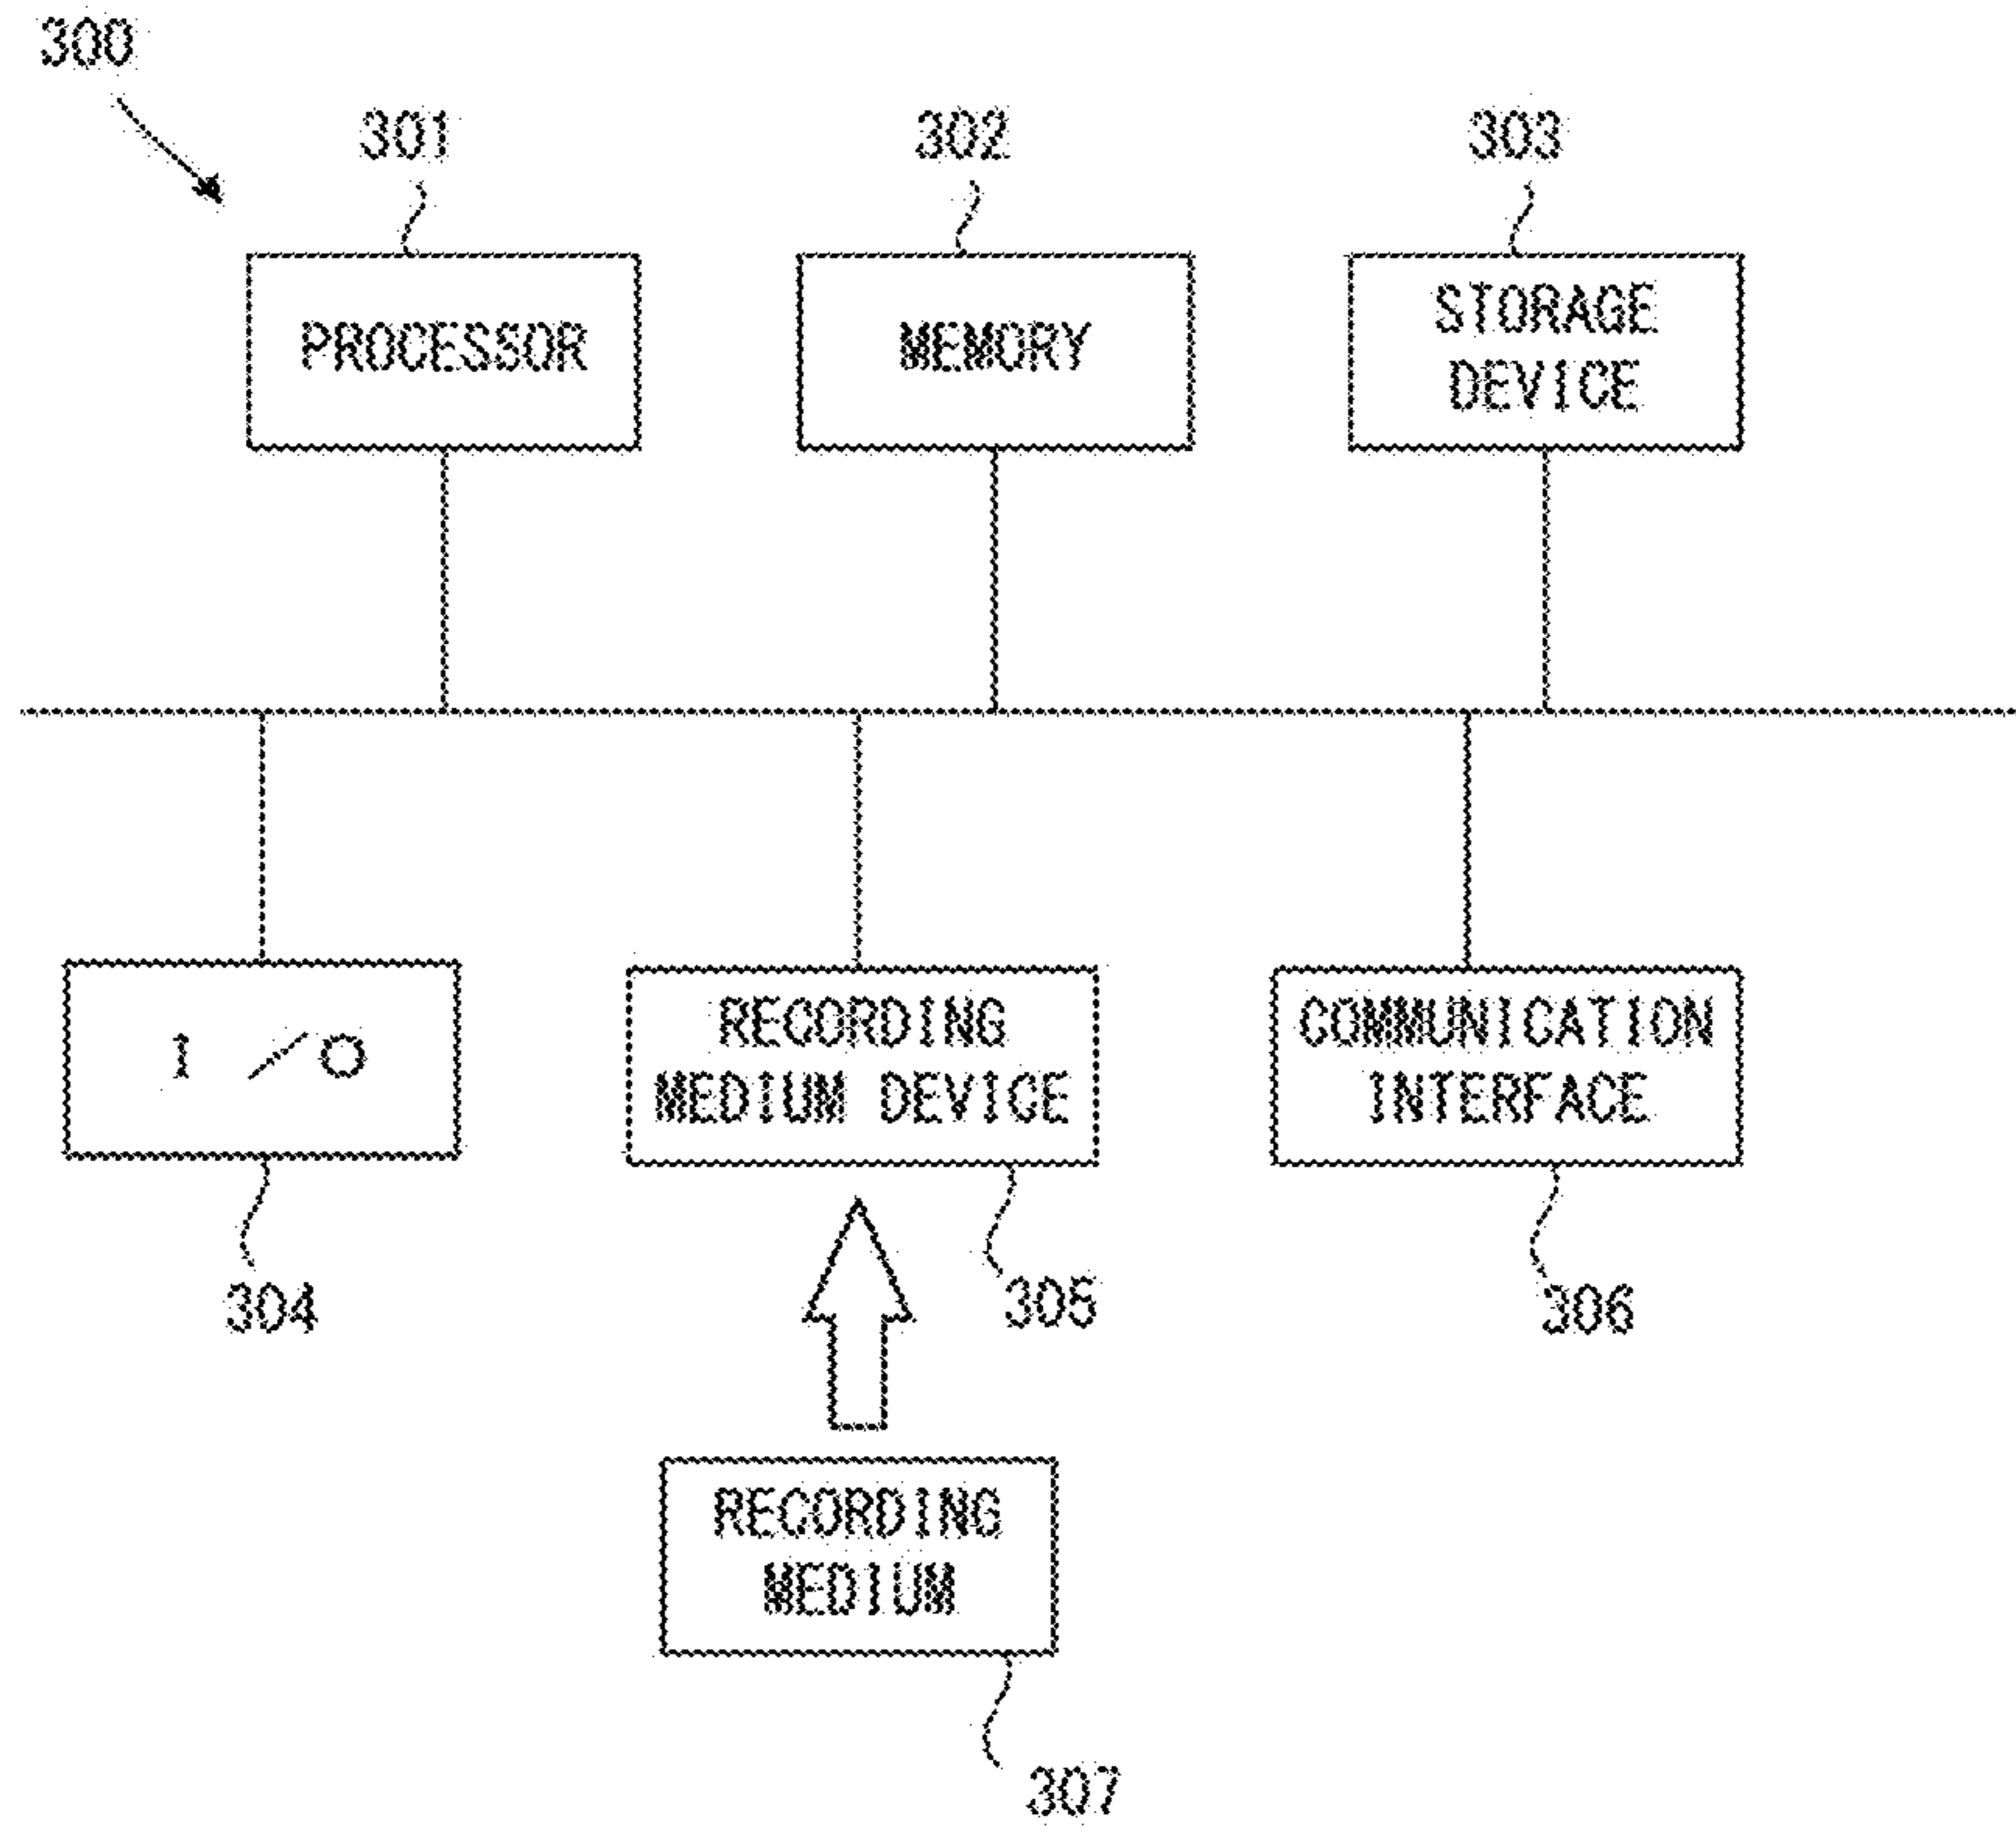 300
301
302
303
PROCESSOR
MEMORY
STORAGE
DEVICE
I/O
RECORDING
MEDIUM DEVICE
COMMUNICATION
INTERFACE
304
305
306
RECORDING
MEDIUM
307